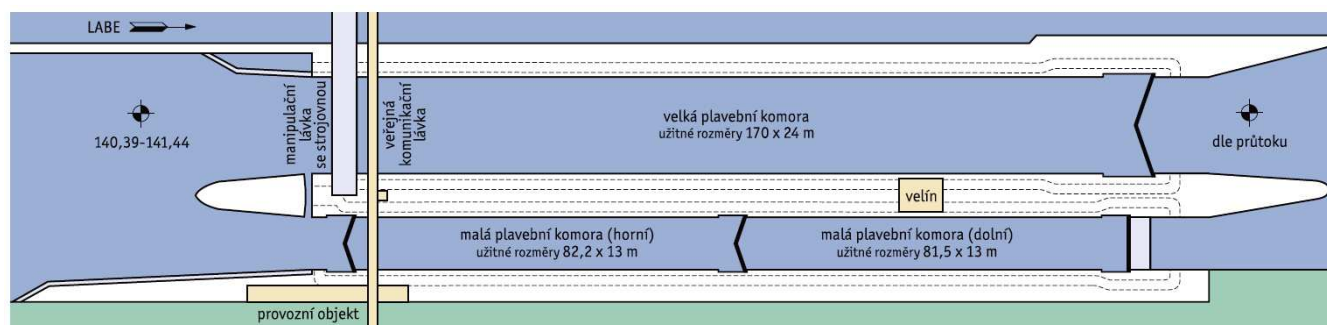 LABE
140,39-141,44
manipulační
lávka
se strojovnou
veřejná
komunikační
lávka
velká plavební komora
užitné rozměry 170 x 24 m
dle průtoku
velín
malá plavební komora (horní)
užitné rozměry 82,2 x 13 m
malá plavební komora (dolní)
užitné rozměry 81,5 x 13 m
provozní objekt